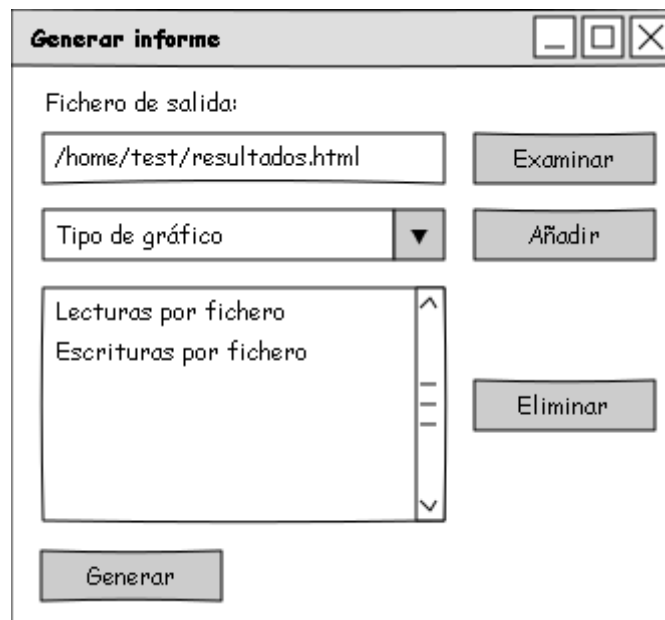 Generar informe
Fichero de salida:
/home/test/resultados.html
Examinar
Tipo de gráfico
Añadir
Lecturas por fichero
Escrituras por fichero
Eliminar
Generar